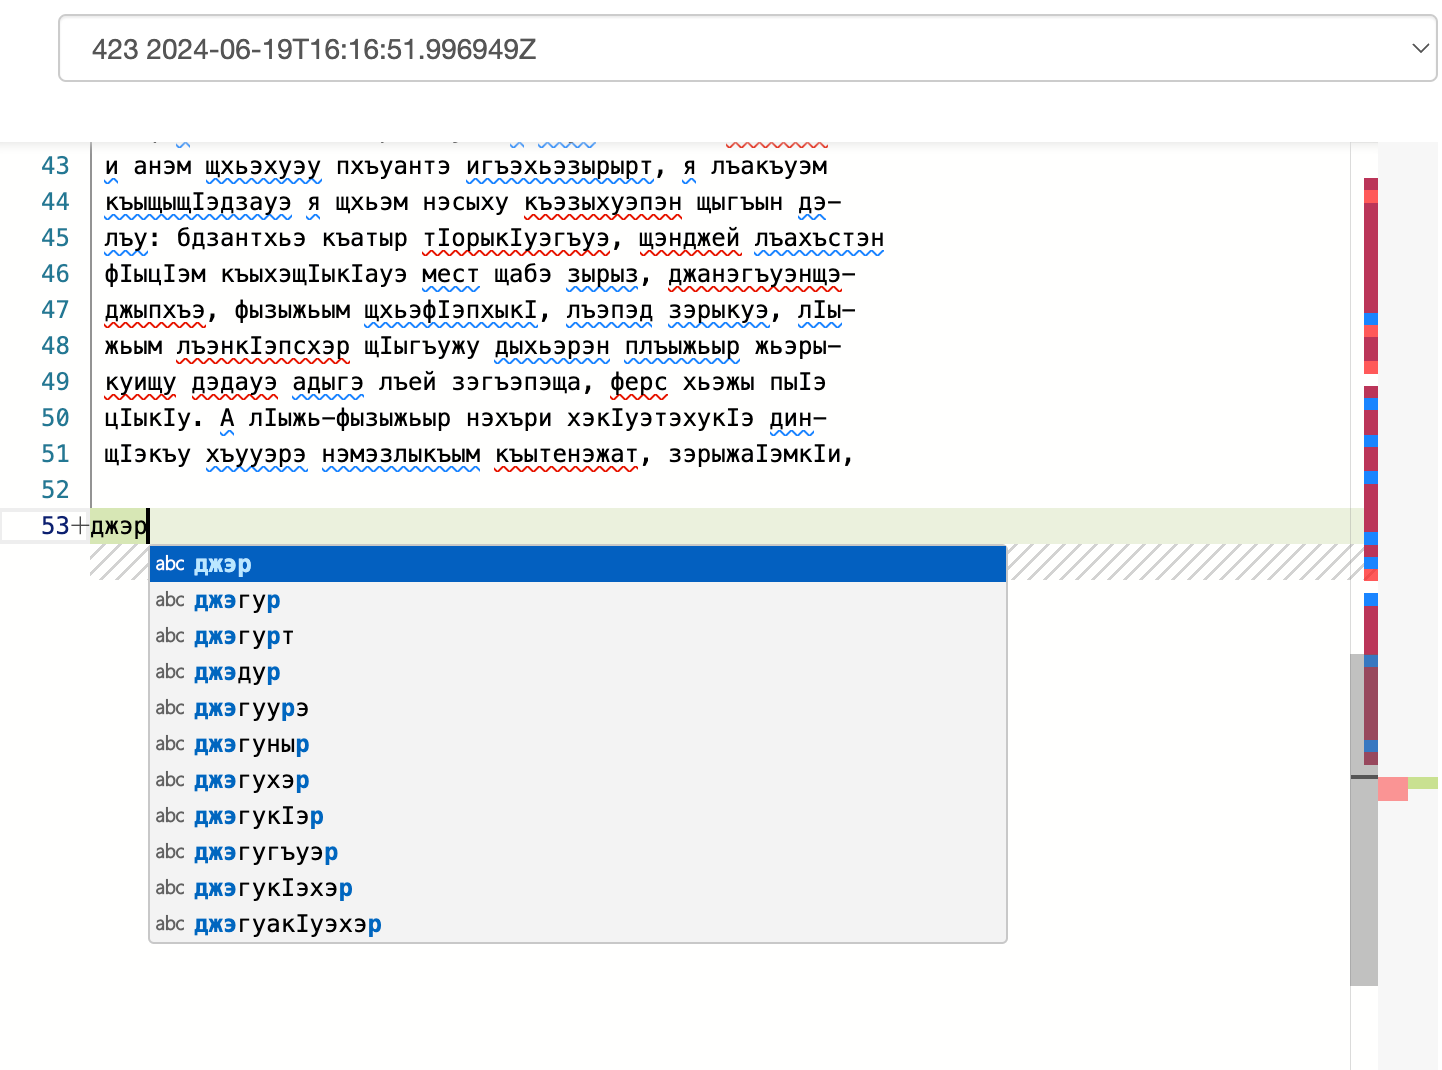 423 2024-06-19T16:16:51.996949Z
43 и анэм щхьэхуэу пхъуантэ игъэхьэзырырт, я лъакъуэм
44 къыщыщIэдзауэ я щхьэм нэсыху къэзыхуэпэн щыгъын дэ-
45 лъу: бдзантхьэ къатыр тIорыкIуэгъуэ, щэнджей лъахъстэн
46 фIыцIэм къыхэщIыкIауэ мест щабэ зырыз, джанэгъуэнщэ-
47 джыпхъэ, фызыжьым щхьэфIэпхыкI, лъэпэд зэрыкуэ, лIы-
48 жьым лъэнкIэпсхэр щIыгъужу дыхьэрэн плъыжьыр жьэры-
49 куищу дэдауэ адыгэ лъей зэгъэпэща, ферс хьэжы пыIэ
50 цIыкIу. А лIыжь-фызыжьыр нэхъри хэкIуэтэхукIэ дин-
51 щIэкъу хъууэрэ нэмэзлыкъым къытенэжат, зэрыжаIэмкIи,
52
53+джэр
abc джэр
abc джэгур
abc джэгурт
abc джэдур
abc джэгуурэ
abc джэгуныр
abc джэгухэр
abc джэгукIэр
abc джэгугъуэр
abc джэгукIэхэр
abc джэгуакIуэхэр